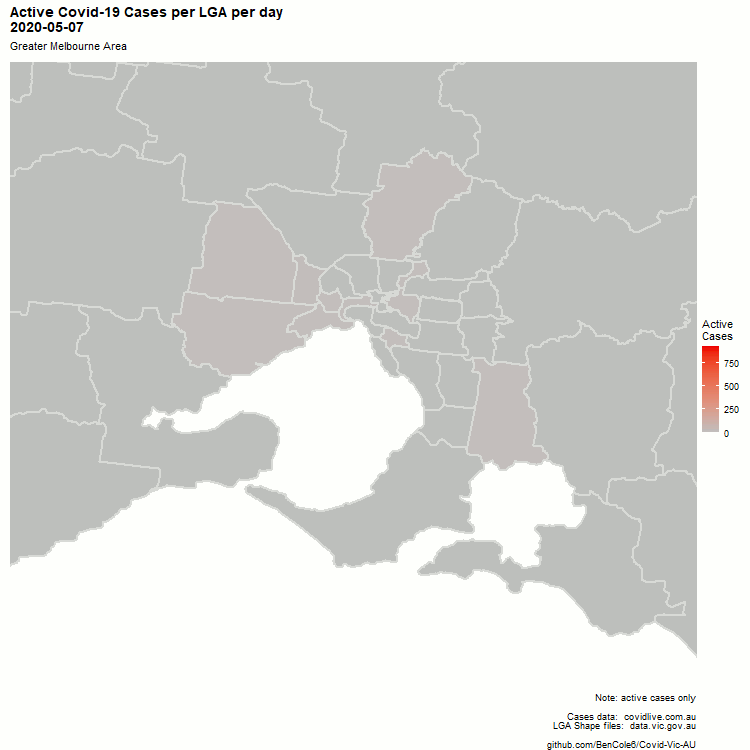 Active Covid-19 Cases per LGA per day
2020-05-07
Greater Melbourne Area
Active
Cases
750
500
250
0
Note: active cases only
Cases data: covidlive.com.au
LGA Shape files: data.vic.gov.au
github.com/BenCole6/Covid-Vic-AU